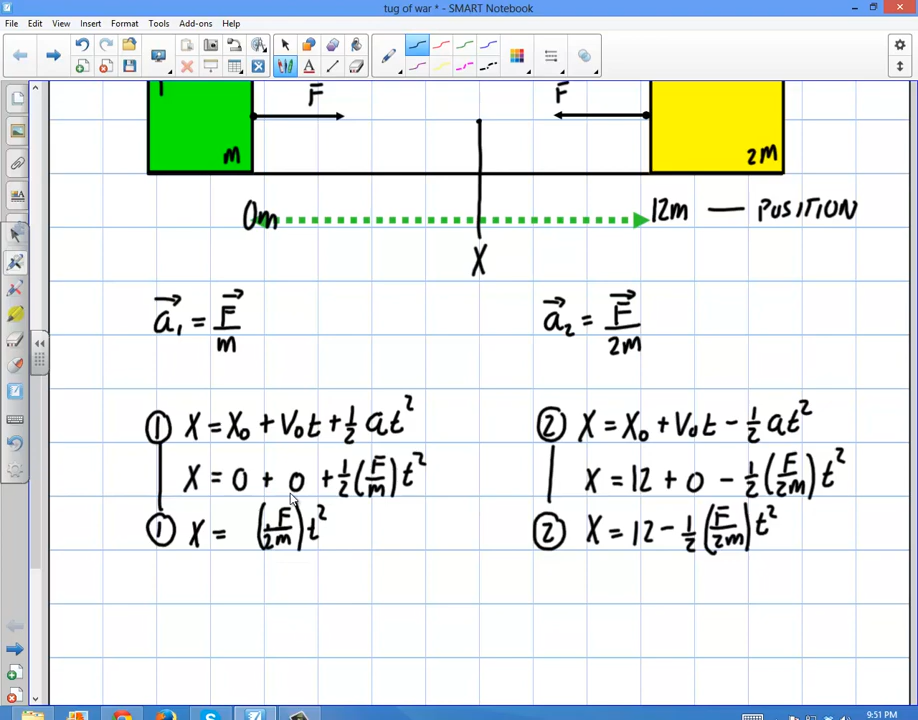 tug of war * - SMART Notebook
File Edit View Insert Format Tools Add-ons Help
F F
m 2m
0m 12m — POSITION
X
a₁ = F/m a₂ = F/2m
① X = X₀ + V₀t + ½ at² ② X = X₀ + V₀t - ½ at²
X = 0 + 0 + ½(F/m)t² X = 12 + 0 - ½(F/2m)t²
① X = (F/2m)t² ② X = 12 - ½(F/2m)t²
9:51 PM